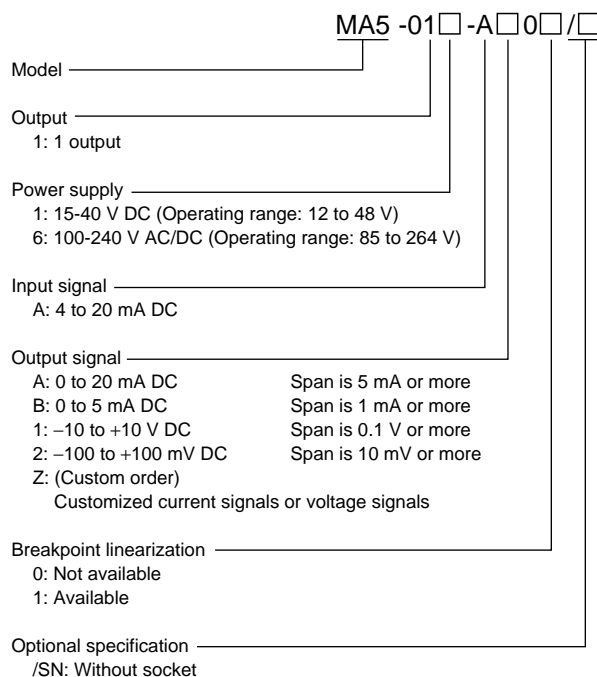 MA5 -01□ -A□0□/□
Model
Output
1: 1 output
Power supply
1: 15-40 V DC (Operating range: 12 to 48 V)
6: 100-240 V AC/DC (Operating range: 85 to 264 V)
Input signal
A: 4 to 20 mA DC
Output signal
A: 0 to 20 mA DC Span is 5 mA or more
B: 0 to 5 mA DC Span is 1 mA or more
1: −10 to +10 V DC Span is 0.1 V or more
2: −100 to +100 mV DC Span is 10 mV or more
Z: (Custom order)
Customized current signals or voltage signals
Breakpoint linearization
0: Not available
1: Available
Optional specification
/SN: Without socket